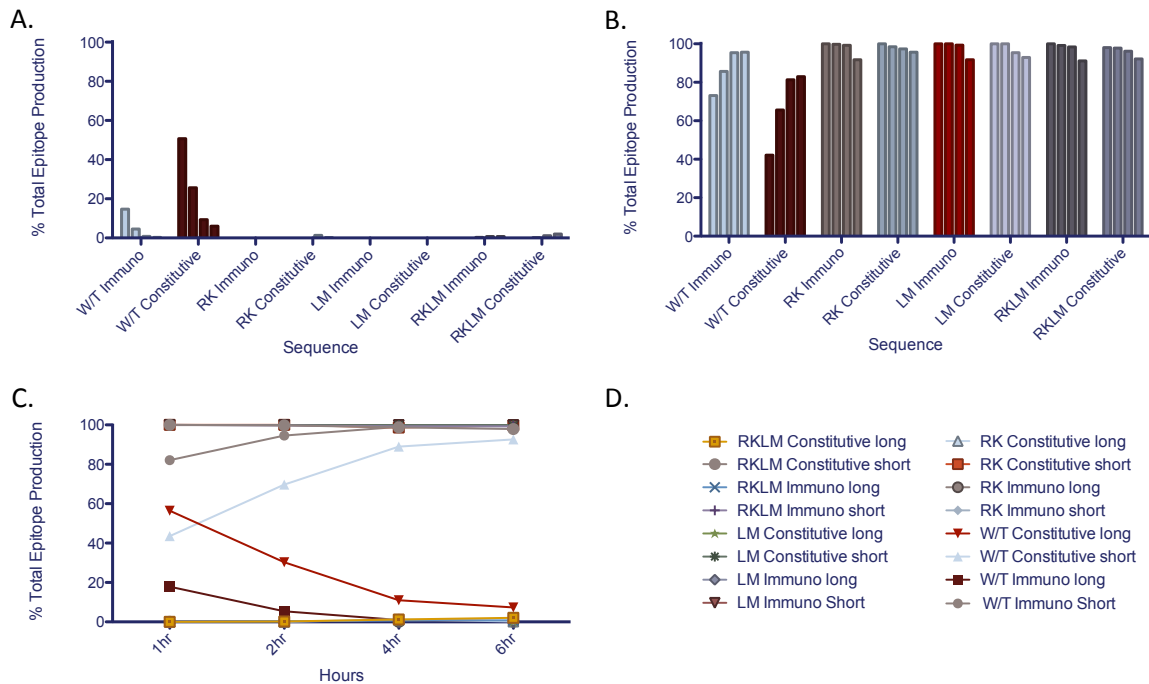 A.
% Total Epitope Production
100
80
60
40
20
0
W/T Immuno
W/T Constitutive
RK Immuno
RK Constitutive
LM Immuno
LM Constitutive
RKLM Immuno
RKLM Constitutive
Sequence
B.
% Total Epitope Production
100
80
60
40
20
0
W/T Immuno
W/T Constitutive
RK Immuno
RK Constitutive
LM Immuno
LM Constitutive
RKLM Immuno
RKLM Constitutive
Sequence
C.
% Total Epitope Production
100
80
60
40
20
0
1hr
2hr
4hr
6hr
Hours
D.
RKLM Constitutive long
RKLM Constitutive short
RKLM Immuno long
RKLM Immuno short
LM Constitutive long
LM Constitutive short
LM Immuno long
LM Immuno Short
RK Constitutive long
RK Constitutive short
RK Immuno long
RK Immuno short
W/T Constitutive long
W/T Constitutive short
W/T Immuno long
W/T Immuno Short